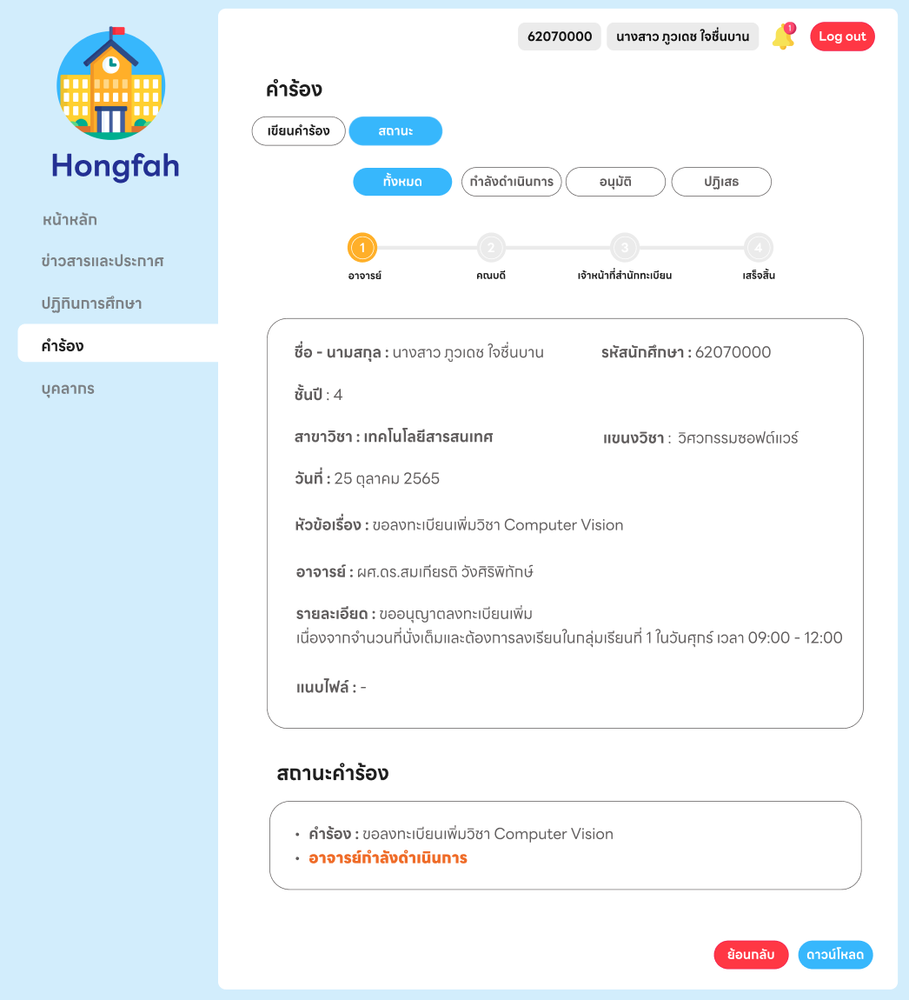 62070000 นางสาว ภูวเดช ใจชื่นบาน 1 Log out
Hongfah
หน้าหลัก
ข่าวสารและประกาศ
ปฏิทินการศึกษา
คำร้อง
บุคลากร
คำร้อง
เขียนคำร้อง สถานะ
ทั้งหมด กำลังดำเนินการ อนุมัติ ปฏิเสธ
1 2 3 4
อาจารย์ คณบดี เจ้าหน้าที่สำนักทะเบียน เสร็จสิ้น
ชื่อ - นามสกุล : นางสาว ภูวเดช ใจชื่นบาน รหัสนักศึกษา : 62070000
ชั้นปี : 4
สาขาวิชา : เทคโนโลยีสารสนเทศ แขนงวิชา : วิศวกรรมซอฟต์แวร์
วันที่ : 25 ตุลาคม 2565
หัวข้อเรื่อง : ขอลงทะเบียนเพิ่มวิชา Computer Vision
อาจารย์ : ผศ.ดร.สมเกียรติ วังศิริพิทักษ์
รายละเอียด : ขออนุญาตลงทะเบียนเพิ่ม
เนื่องจากจำนวนที่นั่งเต็มและต้องการลงเรียนในกลุ่มเรียนที่ 1 ในวันศุกร์ เวลา 09:00 - 12:00
แนบไฟล์ : -
สถานะคำร้อง
• คำร้อง : ขอลงทะเบียนเพิ่มวิชา Computer Vision
• อาจารย์กำลังดำเนินการ
ย้อนกลับ ดาวน์โหลด